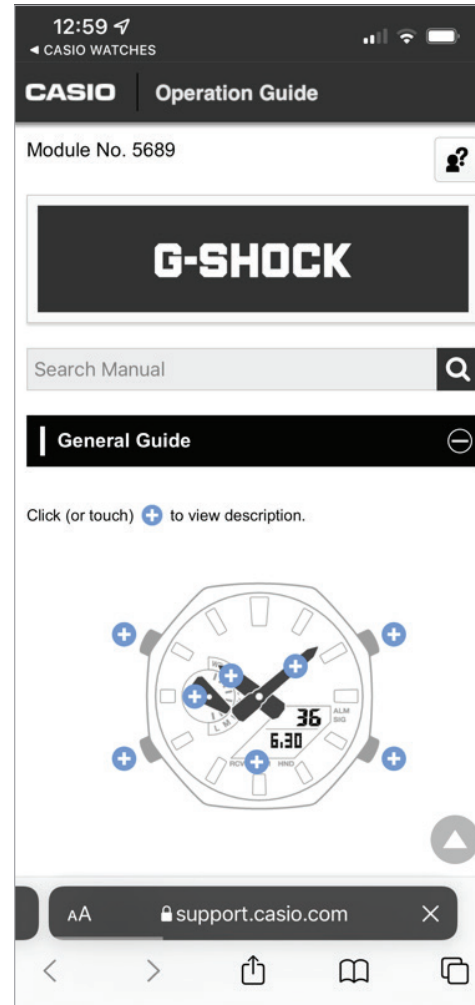 12:59
◀ CASIO WATCHES
CASIO Operation Guide
Module No. 5689
G-SHOCK
Search Manual
General Guide
Click (or touch) + to view description.
36 ALM
SIG
6.30
L M
RCV HND
AA support.casio.com